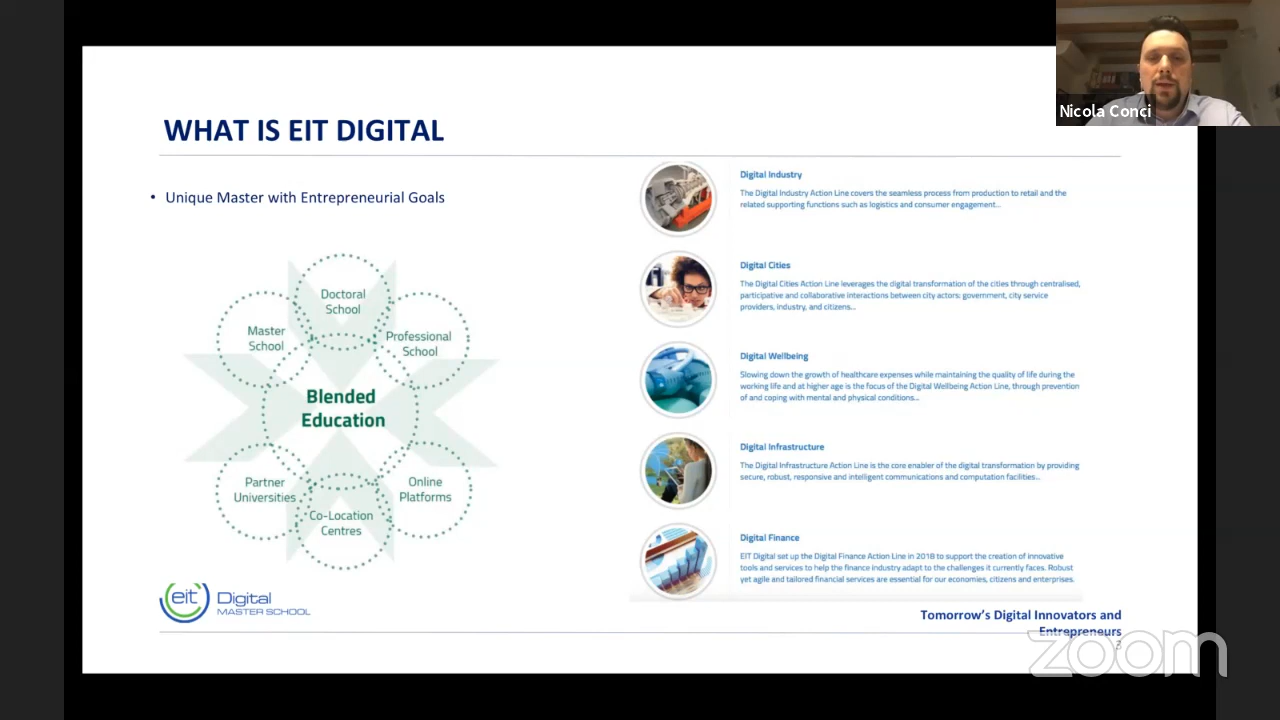 Nicola Conci
WHAT IS EIT DIGITAL
• Unique Master with Entrepreneurial Goals
Doctoral
School
Master
School
Professional
School
Blended
Education
Partner
Universities
Online
Platforms
Co-Location
Centres
Digital Industry
The Digital Industry Action Line covers the seamless process from production to retail and the
related supporting functions such as logistics and consumer engagement...
Digital Cities
The Digital Cities Action Line leverages the digital transformation of the cities through centralised,
participative and collaborative interactions between city actors: government, city service
providers, industry, and citizens...
Digital Wellbeing
Slowing down the growth of healthcare expenses while maintaining the quality of life during the
working life and at higher age is the focus of the Digital Wellbeing Action Line, through prevention
of and coping with mental and physical conditions...
Digital Infrastructure
The Digital Infrastructure Action Line is the core enabler of the digital transformation by providing
secure, robust, responsive and intelligent communications and computation facilities...
Digital Finance
EIT Digital set up the Digital Finance Action Line in 2018 to support the creation of innovative
tools and services to help the finance industry adapt to the challenges it currently faces. Robust
yet agile and tailored financial services are essential for our economies, citizens and enterprises.
eit Digital
MASTER SCHOOL
Tomorrow's Digital Innovators and
Entrepreneurs
3
zoom